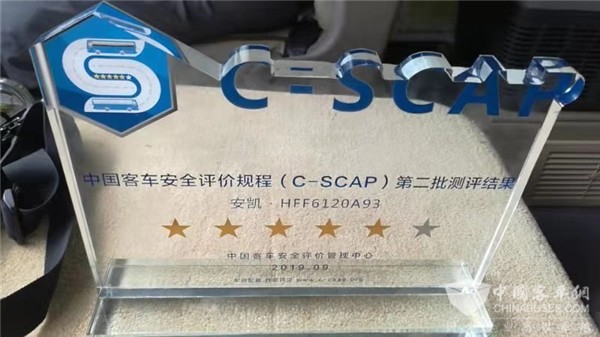 C-SCAP
中国客车安全评价规程（C-SCAP）第二批测评结果
安凯·HFF6120A93
中国客车安全评价管理中心
2019.09
中国客车网
CHINABUSES.COM